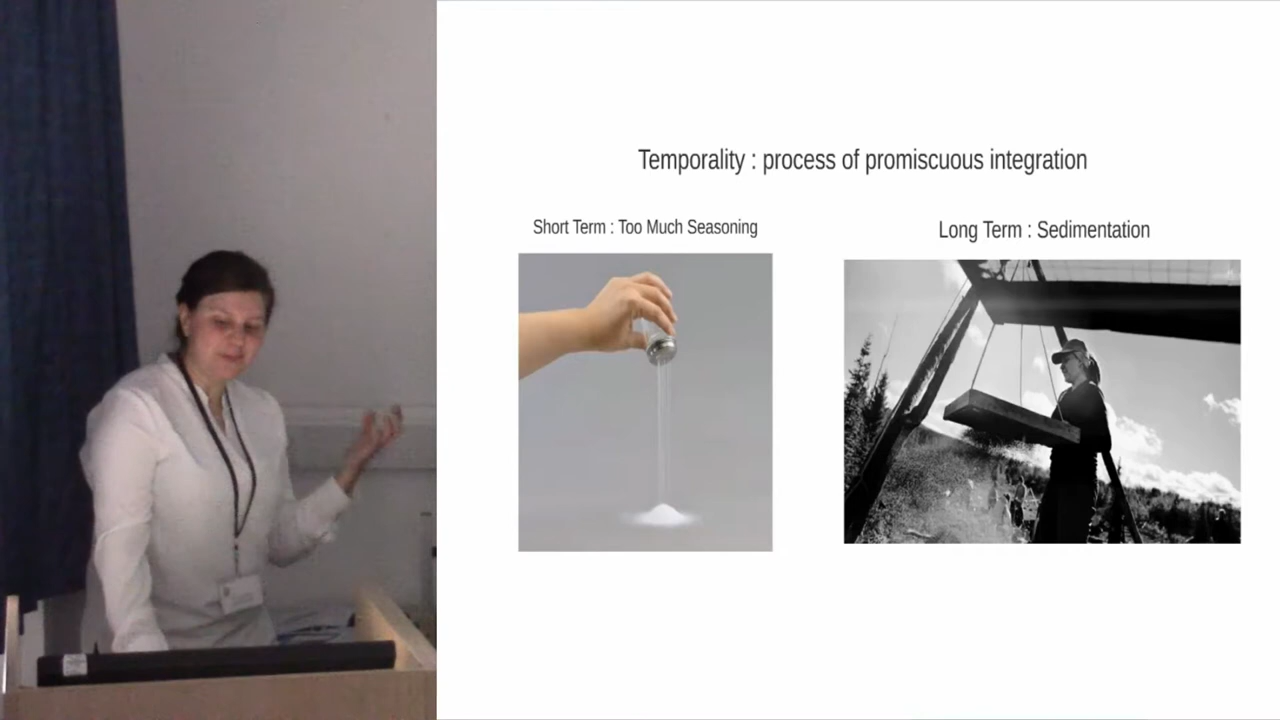 Temporality : process of promiscuous integration
Short Term : Too Much Seasoning
Long Term : Sedimentation